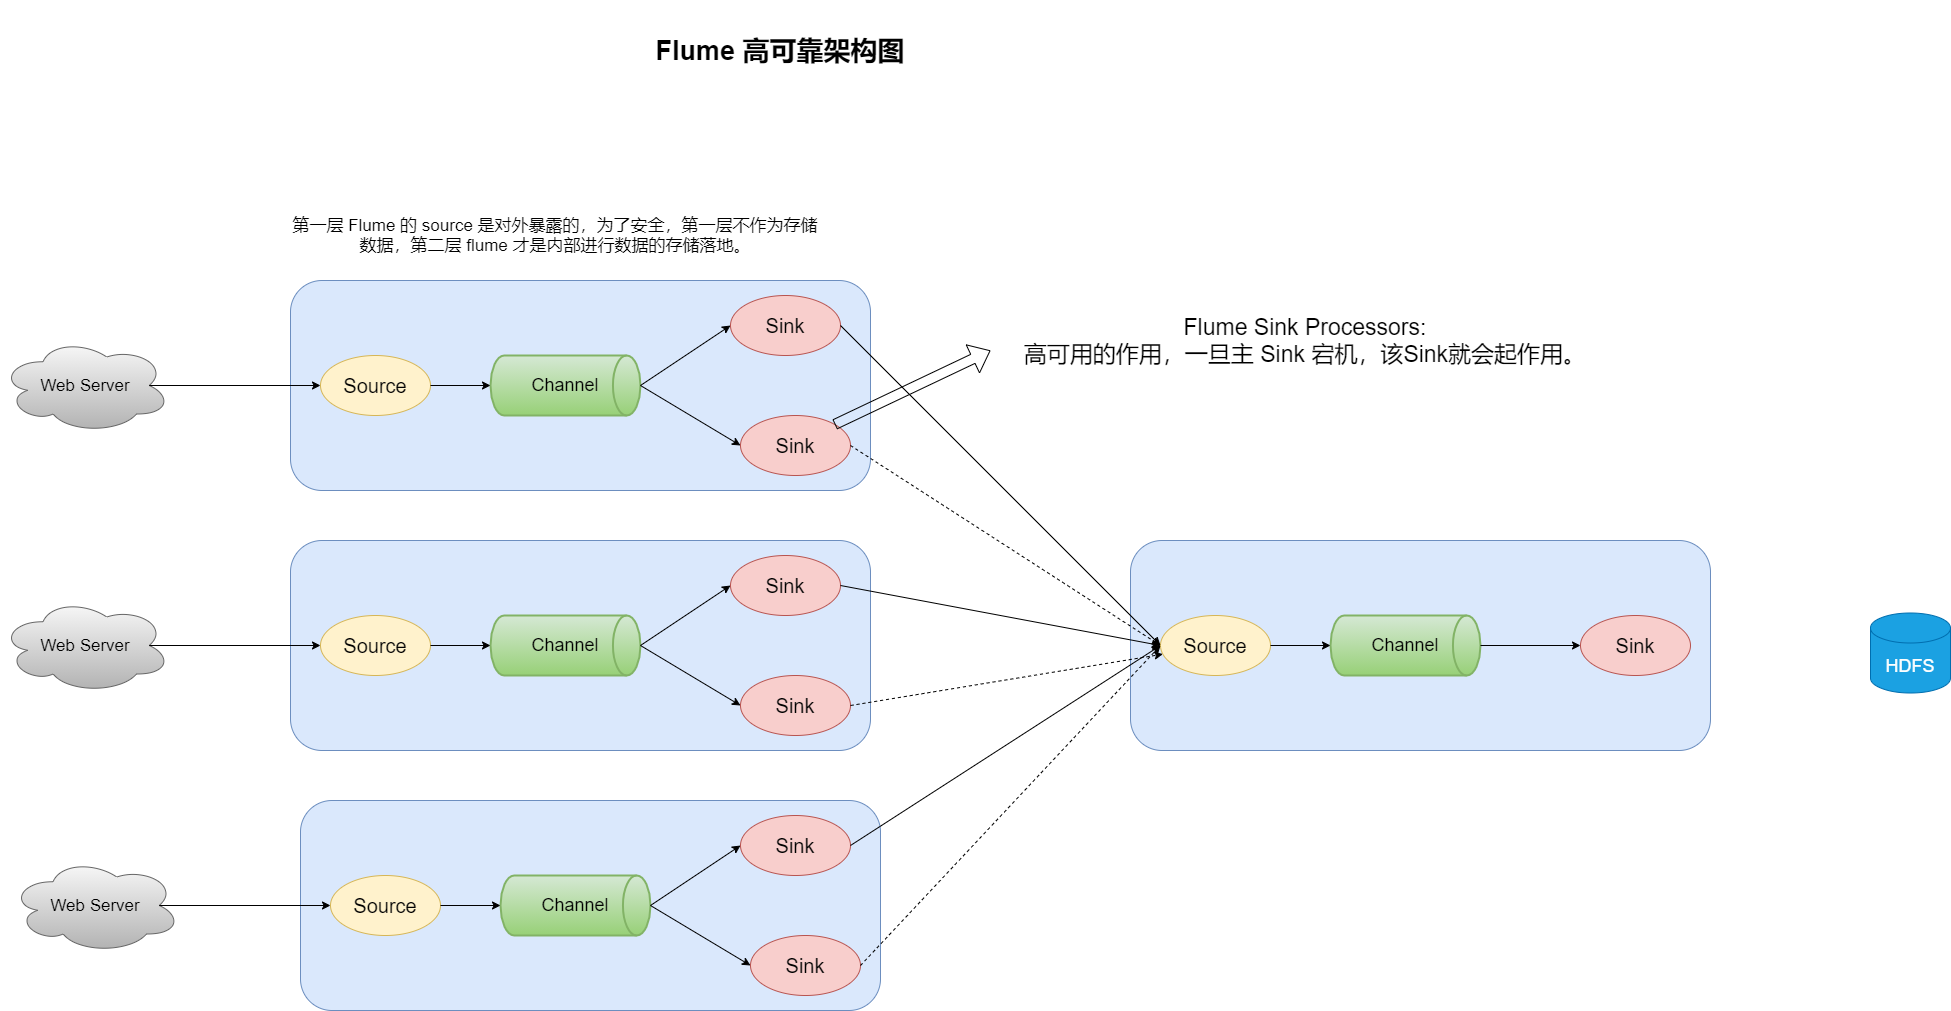 Flume 高可靠架构图
第一层 Flume 的 source 是对外暴露的，为了安全，第一层不作为存储
数据，第二层 flume 才是内部进行数据的存储落地。
Flume Sink Processors:
高可用的作用，一旦主 Sink 宕机，该Sink就会起作用。
Sink
Web Server
Source
Channel
Sink
Sink
Web Server
Source
Channel
Sink
Source
Channel
Sink
HDFS
Sink
Web Server
Source
Channel
Sink